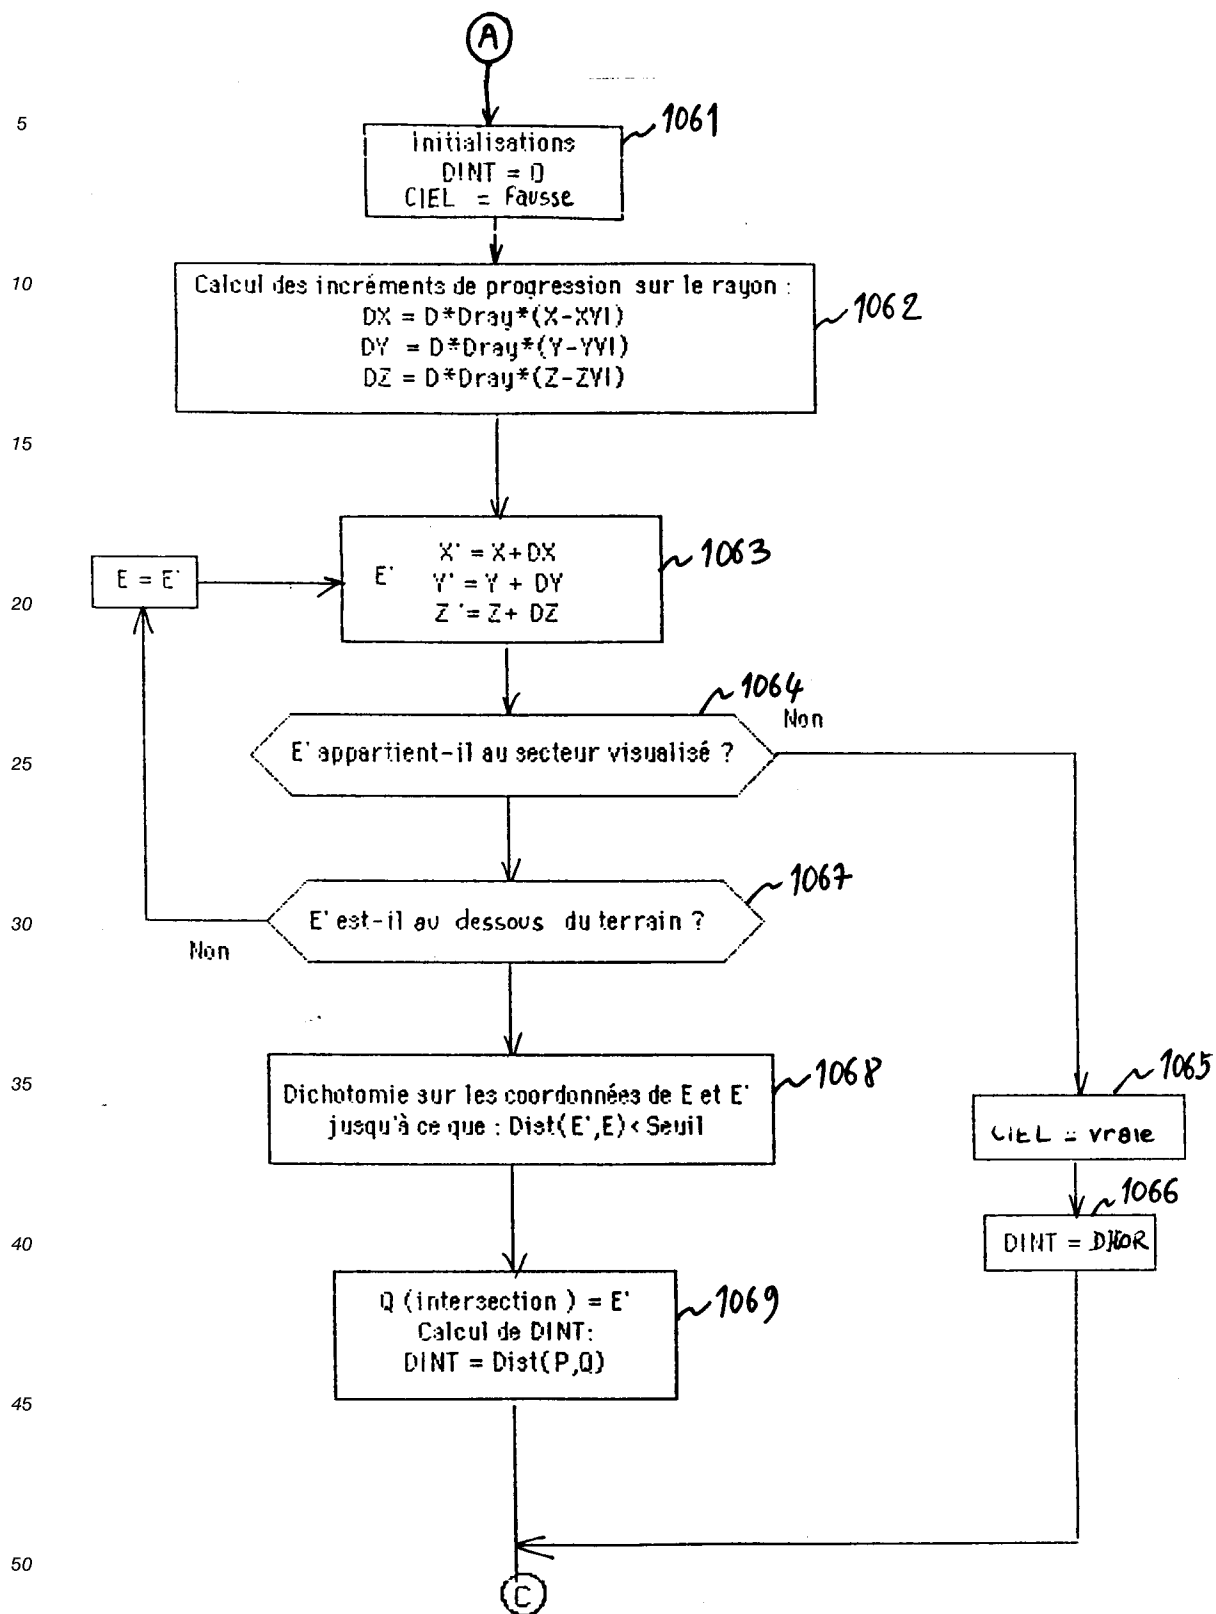 A
5
1061
Initialisations
DINT = 0
CIEL = Fausse
10
Calcul des incréments de progression sur le rayon :
DX = D*Dray*(X-XVI)
DY = D*Dray*(Y-YVI)
DZ = D*Dray*(Z-ZVI)
1062
15
1063
X' = X+DX
E'
Y' = Y + DY
Z' = Z+ DZ
E = E'
20
1064
Non
E' appartient-il au secteur visualisé ?
25
1067
E' est-il au dessous du terrain ?
30
Non
1068
Dichotomie sur les coordonnées de E et E'
jusqu'à ce que : Dist(E',E)< Seuil
35
1065
CIEL = vraie
1066
DINT = DHOR
40
1069
Q (intersection ) = E'
Calcul de DINT:
DINT = Dist(P,Q)
45
50
C